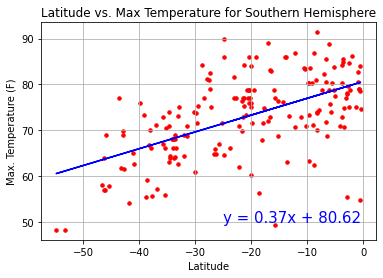 Latitude vs. Max Temperature for Southern Hemisphere
Max. Temperature (F)
90
80
70
60
50
y = 0.37x + 80.62
−50 −40 −30 −20 −10 0
Latitude